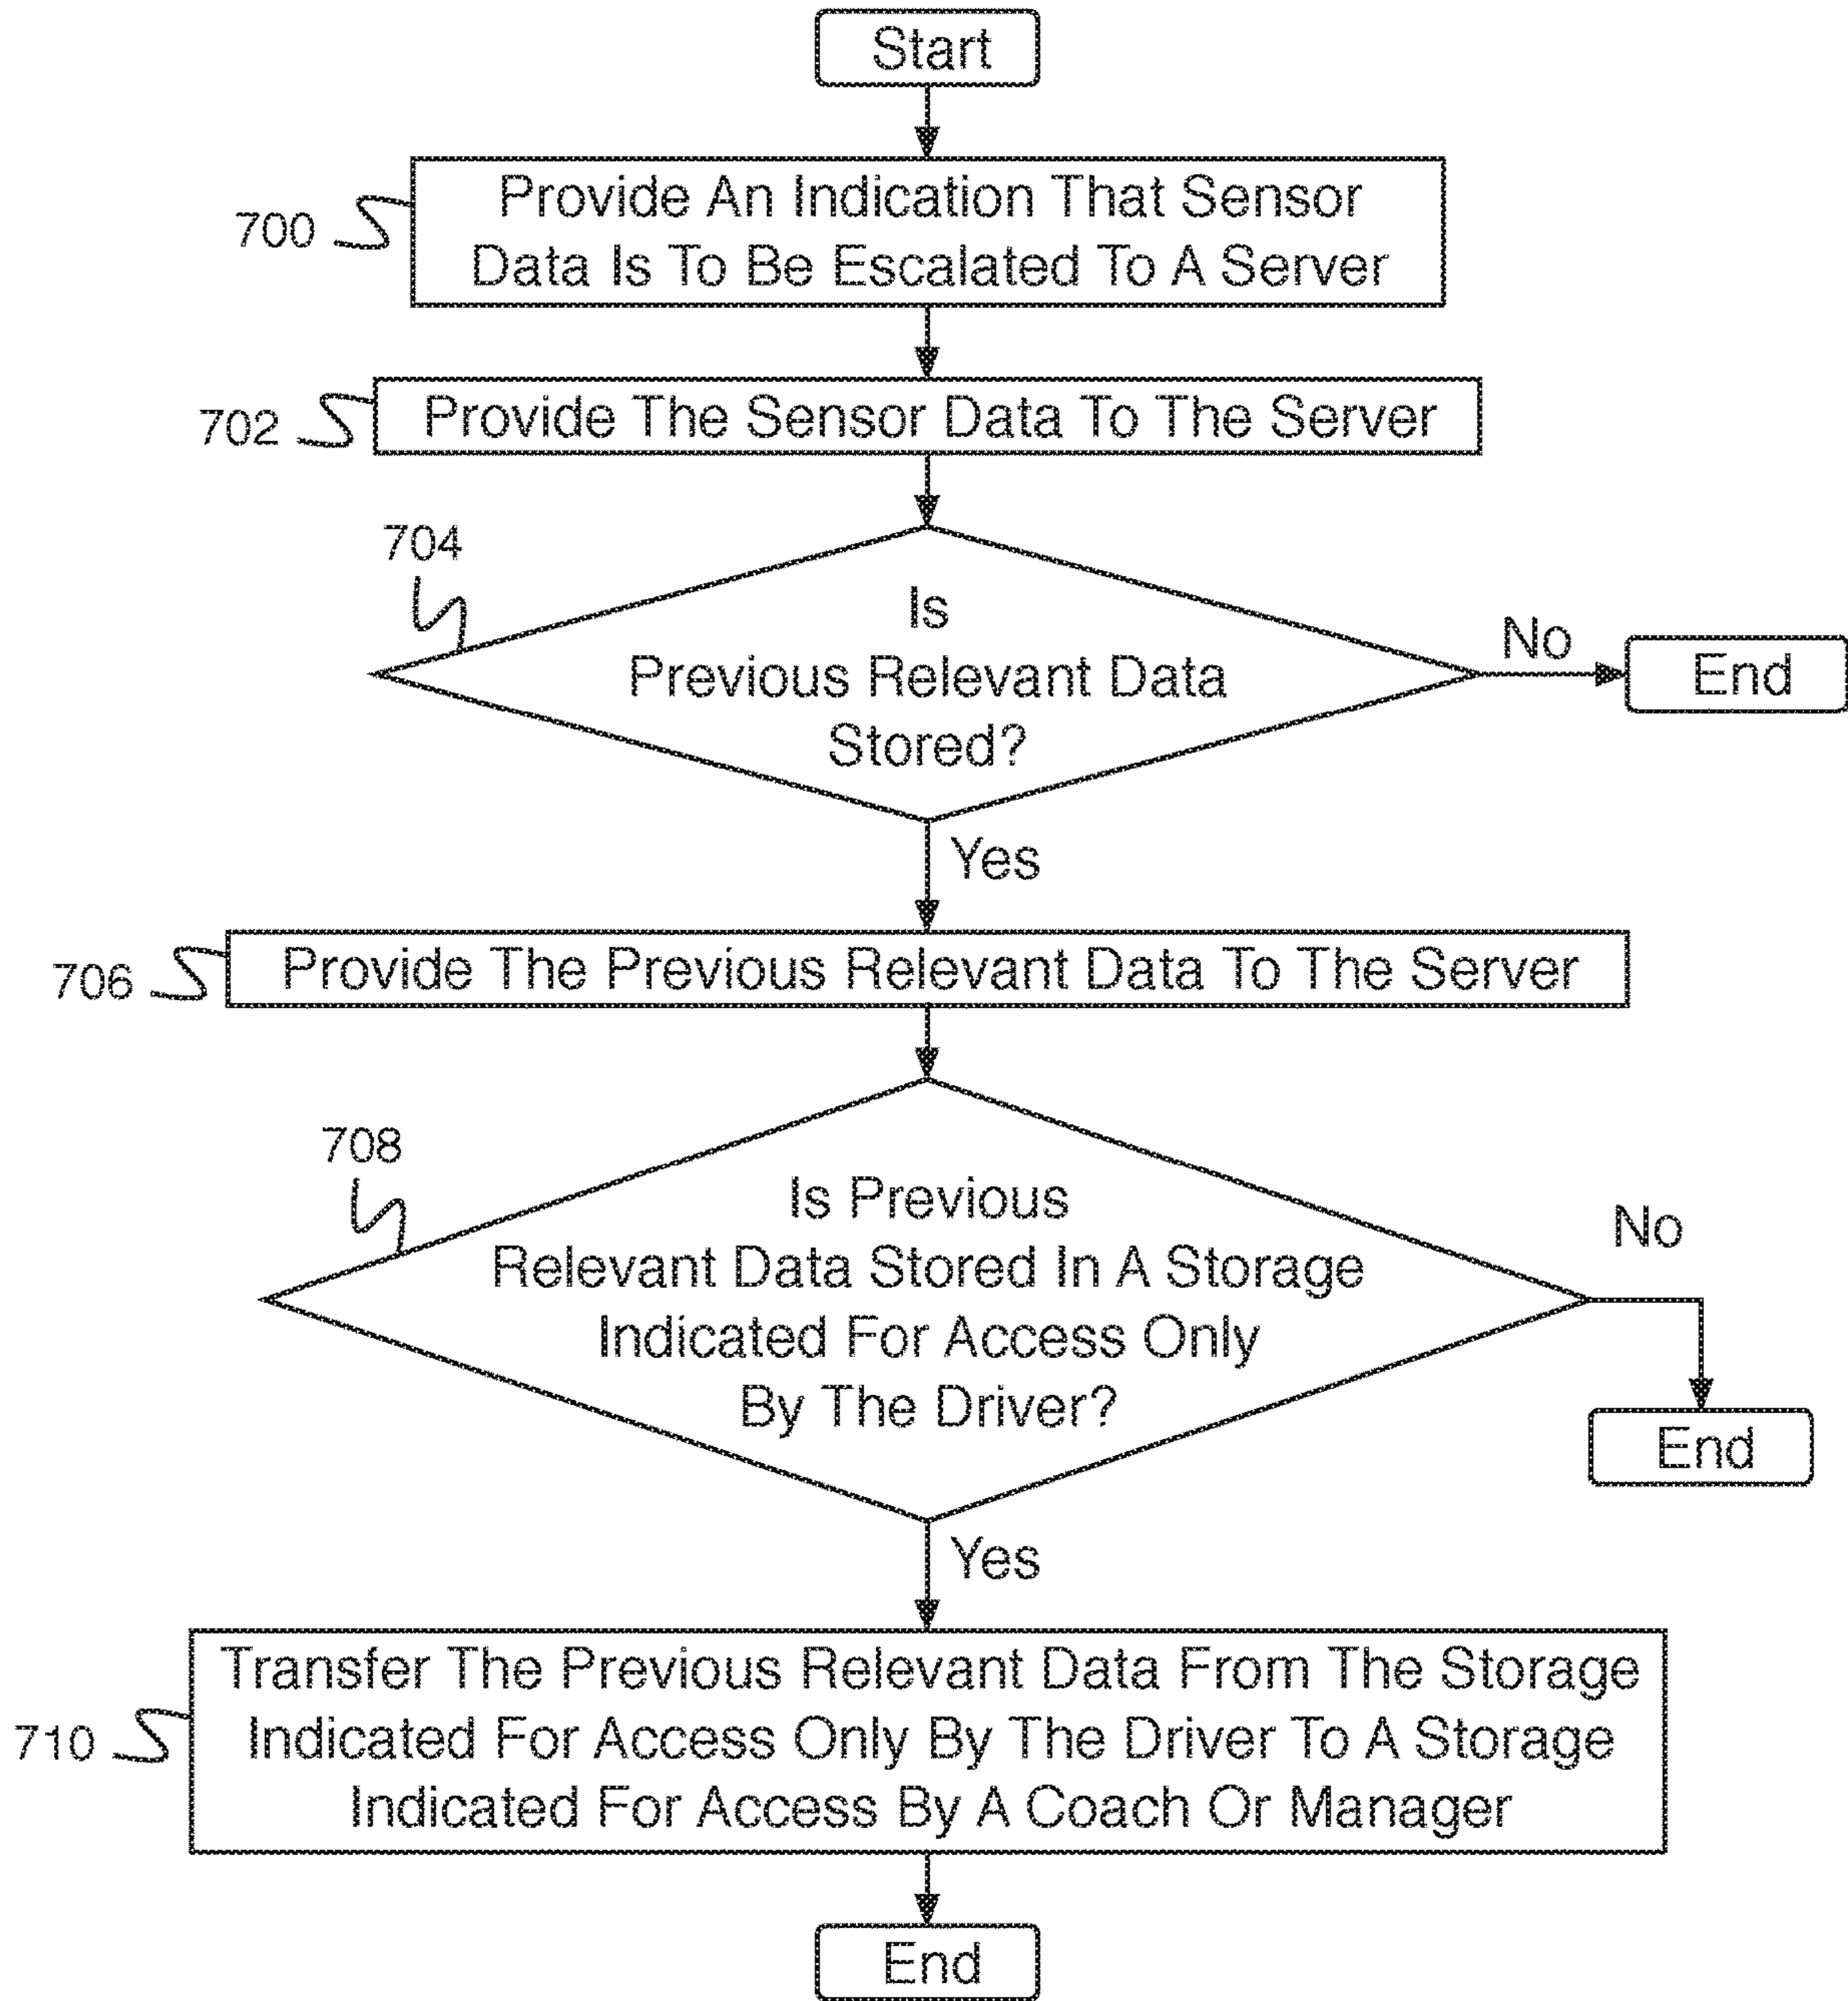 Start
700
Provide An Indication That Sensor
Data Is To Be Escalated To A Server
702
Provide The Sensor Data To The Server
704
Is
Previous Relevant Data
Stored?
No
End
Yes
706
Provide The Previous Relevant Data To The Server
708
Is Previous
Relevant Data Stored In A Storage
Indicated For Access Only
By The Driver?
No
End
Yes
710
Transfer The Previous Relevant Data From The Storage
Indicated For Access Only By The Driver To A Storage
Indicated For Access By A Coach Or Manager
End